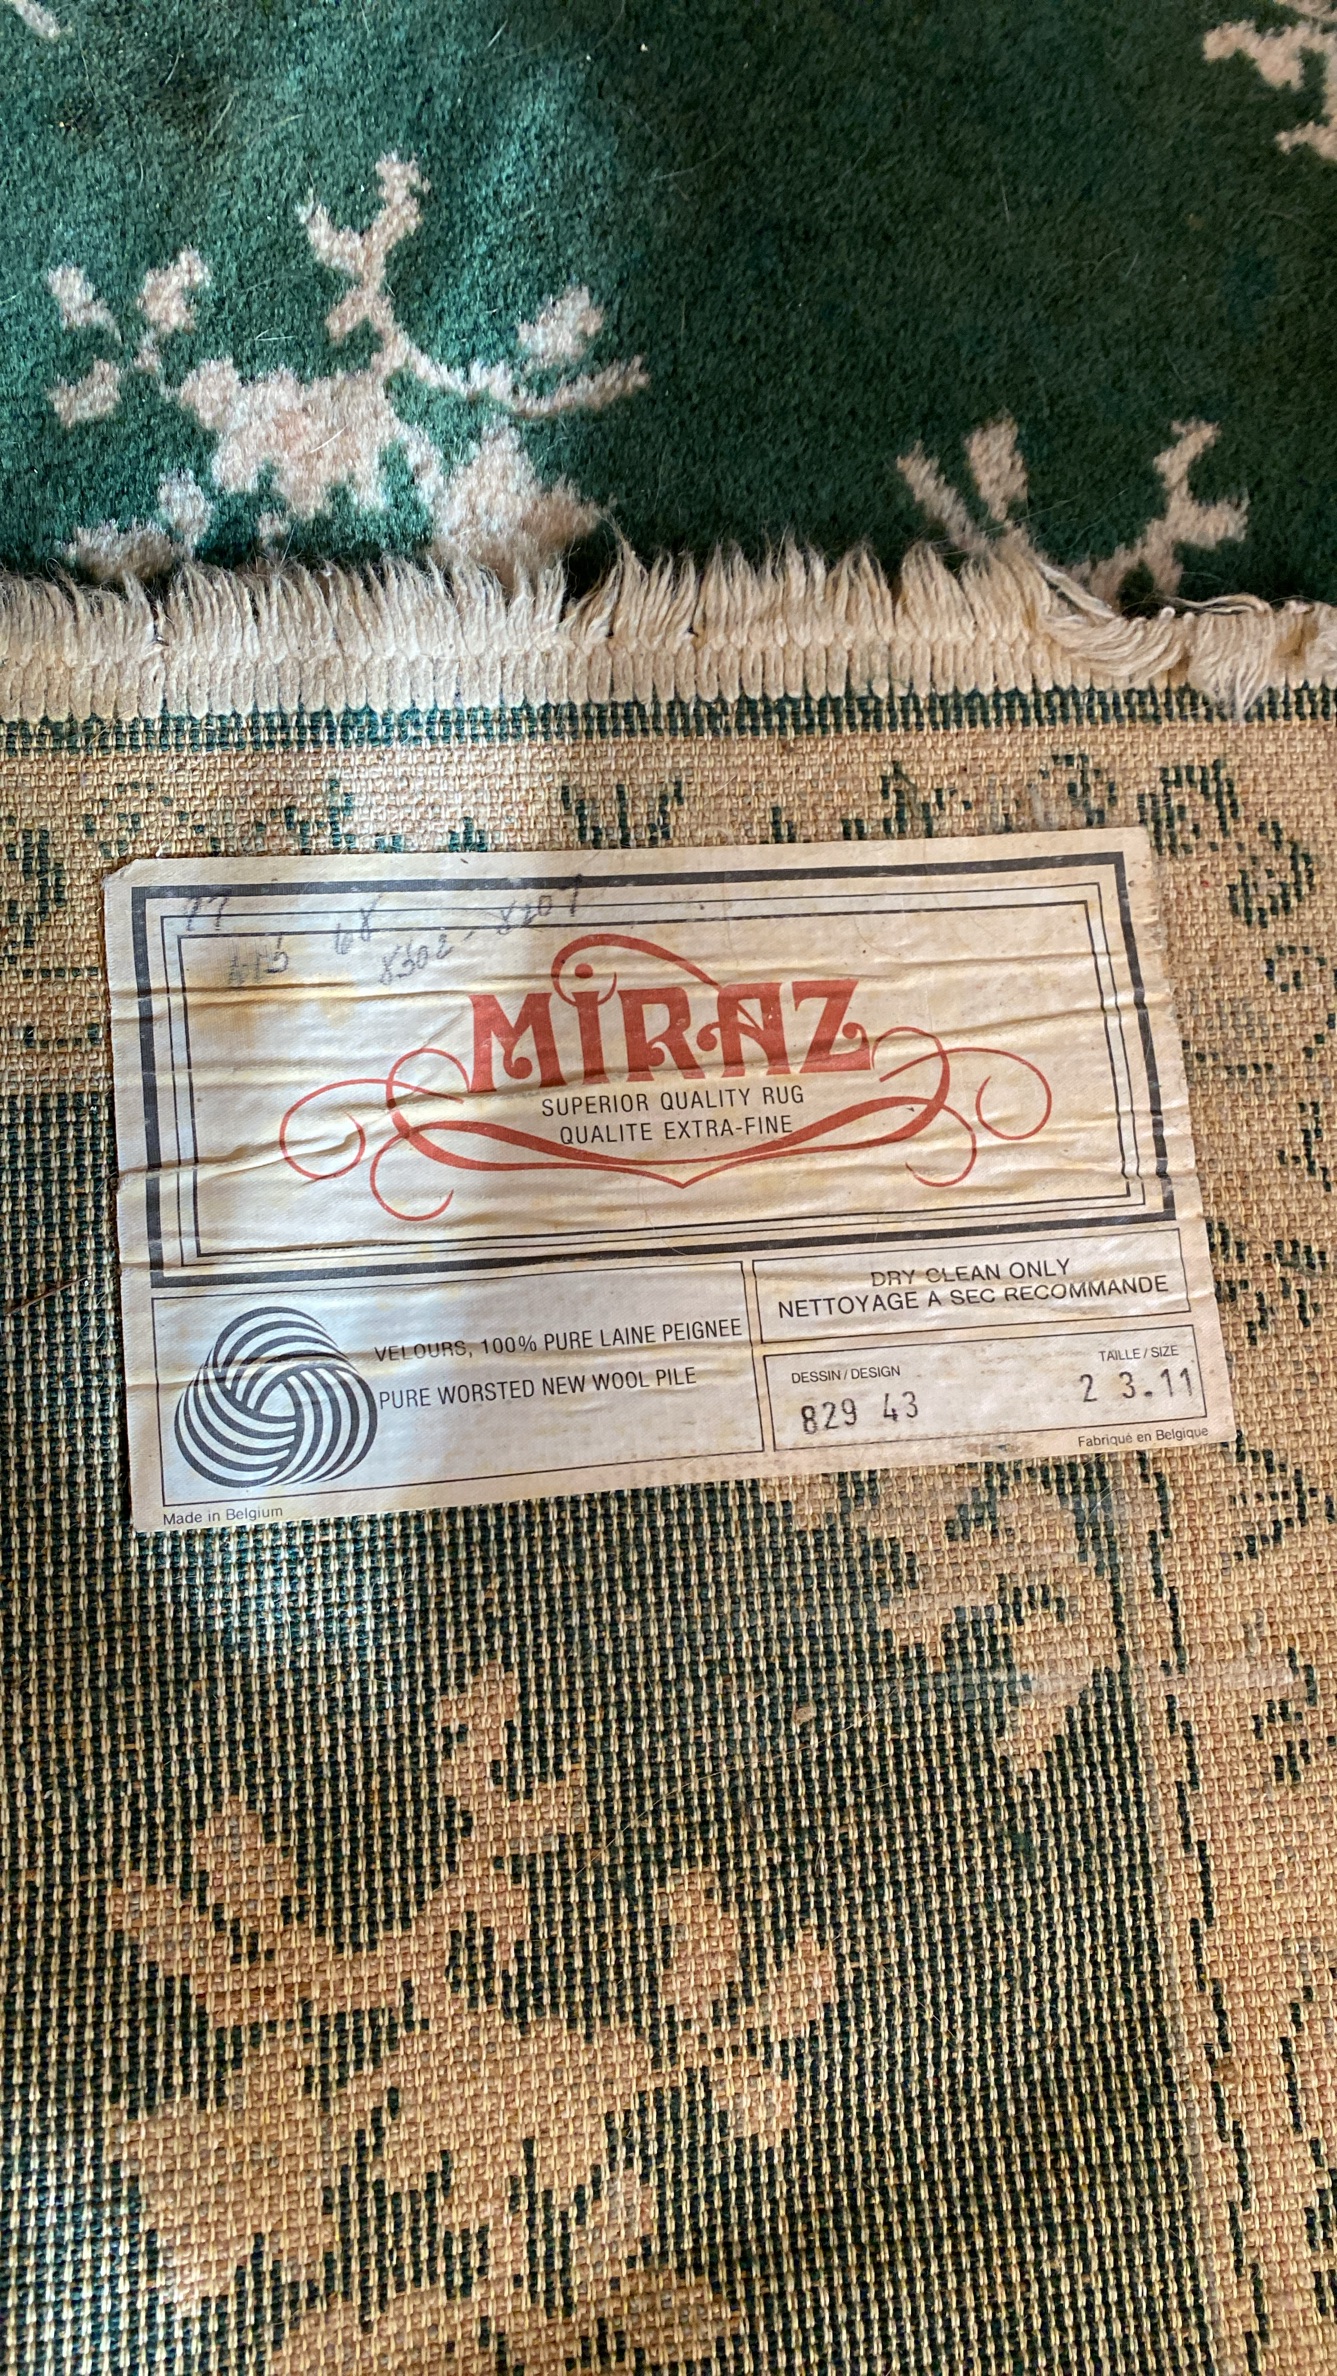 77 68 8302-8207
MiRAZ
SUPERIOR QUALITY RUG
QUALITE EXTRA-FINE
VELOURS, 100% PURE LAINE PEIGNEE
PURE WORSTED NEW WOOL PILE
DRY CLEAN ONLY
NETTOYAGE A SEC RECOMMANDE
DESSIN/DESIGN
829 43
TAILLE/SIZE
2 3.11
Made in Belgium
Fabriqué en Belgique